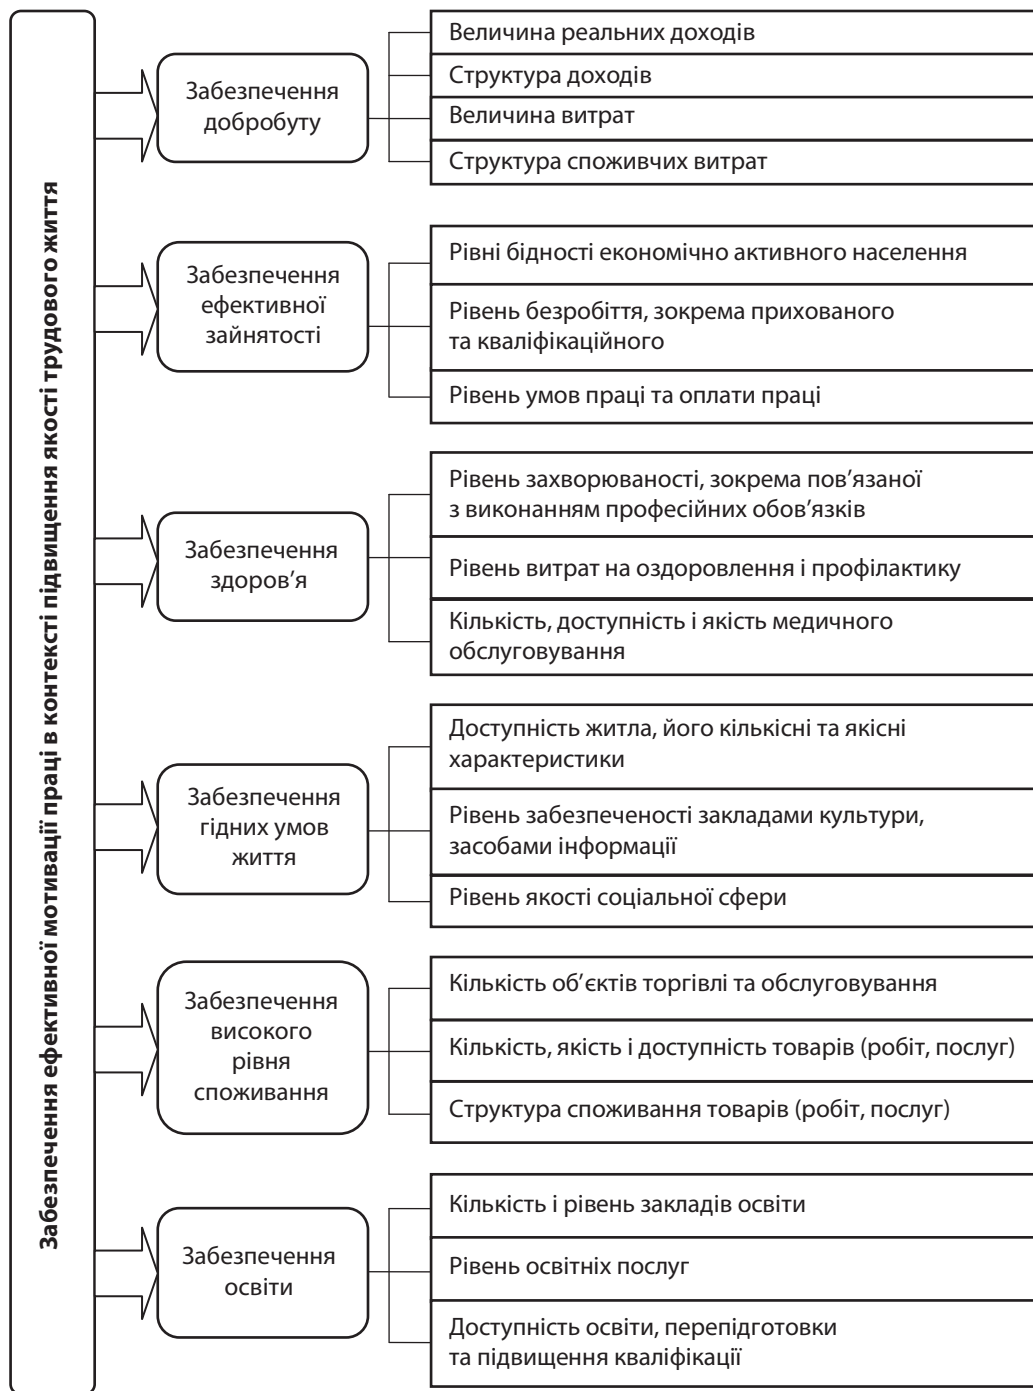 Забезпечення ефективної мотивації праці в контексті підвищення якості трудового життя
Забезпечення
добробуту
Величина реальних доходів
Структура доходів
Величина витрат
Структура споживчих витрат
Забезпечення
ефективної
зайнятості
Рівні бідності економічно активного населення
Рівень безробіття, зокрема прихованого
та кваліфікаційного
Рівень умов праці та оплати праці
Забезпечення
здоров’я
Рівень захворюваності, зокрема пов’язаної
з виконанням професійних обов’язків
Рівень витрат на оздоровлення і профілактику
Кількість, доступність і якість медичного
обслуговування
Забезпечення
гідних умов
життя
Доступність житла, його кількісні та якісні
характеристики
Рівень забезпеченості закладами культури,
засобами інформації
Рівень якості соціальної сфери
Забезпечення
високого
рівня
споживання
Кількість об’єктів торгівлі та обслуговування
Кількість, якість і доступність товарів (робіт, послуг)
Структура споживання товарів (робіт, послуг)
Забезпечення
освіти
Кількість і рівень закладів освіти
Рівень освітніх послуг
Доступність освіти, перепідготовки
та підвищення кваліфікації